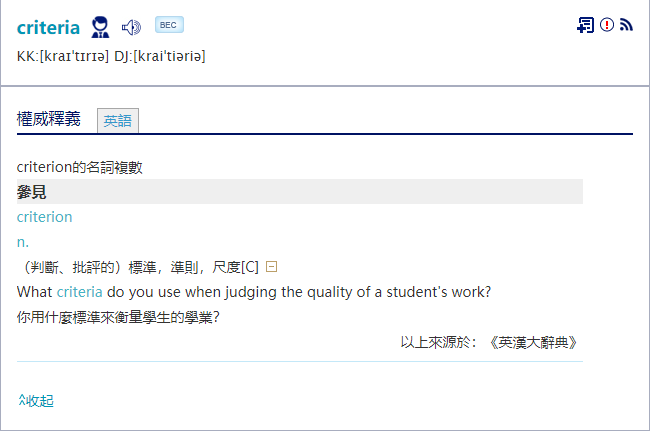 criteria BEC
KK:[kraɪ'tɪrɪə] DJ:[krai'tiəriə]
權威釋義 英語
criterion的名詞複數
參見
criterion
n.
（判斷、批評的）標準，準則，尺度[C]
What criteria do you use when judging the quality of a student's work?
你用什麼標準來衡量學生的學業?
以上來源於：《英漢大辭典》
收起